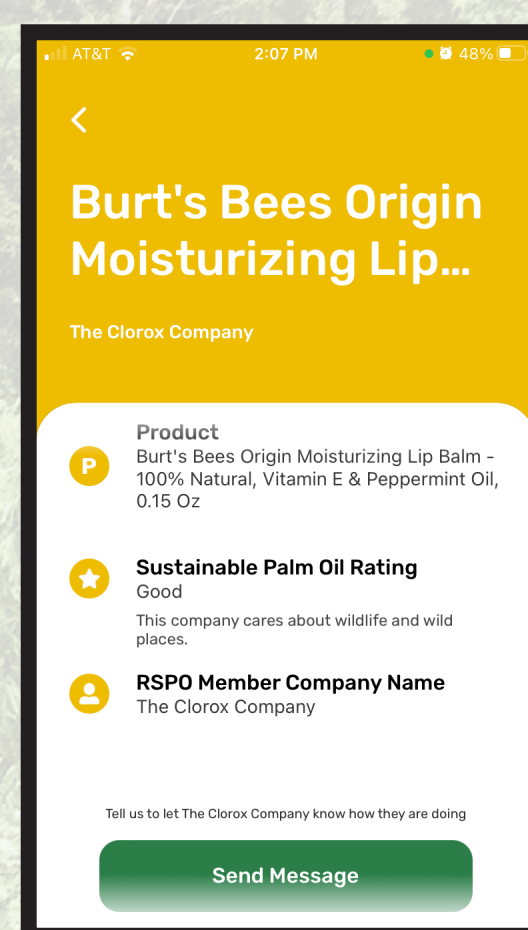 AT&T 2:07 PM 48%
Burt's Bees Origin
Moisturizing Lip...
The Clorox Company
Product
P
Burt's Bees Origin Moisturizing Lip Balm -
100% Natural, Vitamin E & Peppermint Oil,
0.15 Oz
Sustainable Palm Oil Rating
Good
This company cares about wildlife and wild
places.
RSPO Member Company Name
The Clorox Company
Tell us to let The Clorox Company know how they are doing
Send Message